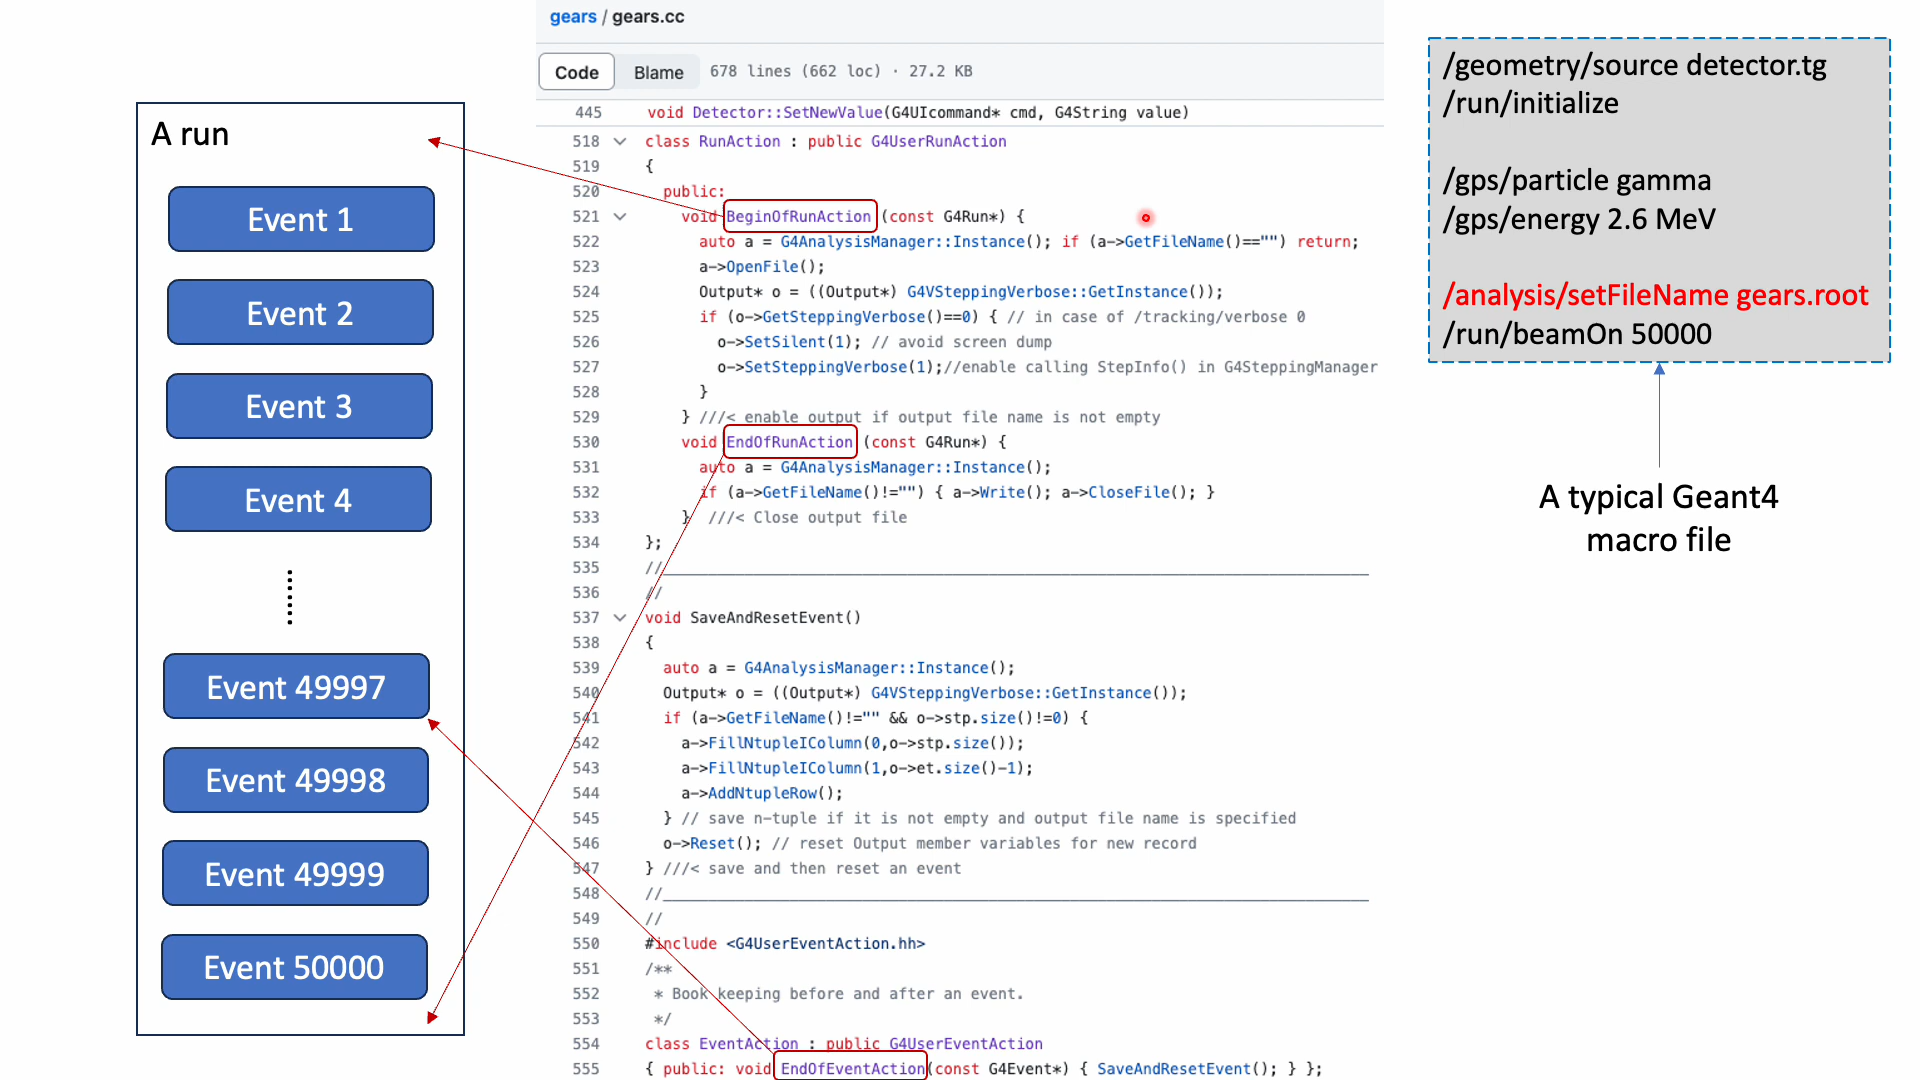 A run
Event 1
Event 2
Event 3
Event 4
Event 49997
Event 49998
Event 49999
Event 50000
gears / gears.cc
Code Blame 678 lines (662 loc) · 27.2 KB
445 void Detector::SetNewValue(G4UIcommand* cmd, G4String value)
518 class RunAction : public G4UserRunAction
519 {
520 public:
521 void BeginOfRunAction (const G4Run*) {
522 auto a = G4AnalysisManager::Instance(); if (a->GetFileName()=="") return;
523 a->OpenFile();
524 Output* o = ((Output*) G4VSteppingVerbose::GetInstance());
525 if (o->GetSteppingVerbose()==0) { // in case of /tracking/verbose 0
526 o->SetSilent(1); // avoid screen dump
527 o->SetSteppingVerbose(1);//enable calling StepInfo() in G4SteppingManager
528 }
529 } ///< enable output if output file name is not empty
530 void EndOfRunAction (const G4Run*) {
531 auto a = G4AnalysisManager::Instance();
532 if (a->GetFileName()!="") { a->Write(); a->CloseFile(); }
533 } ///< Close output file
534 };
535 //______________________________________________________________________________
536 //
537 void SaveAndResetEvent()
538 {
539 auto a = G4AnalysisManager::Instance();
540 Output* o = ((Output*) G4VSteppingVerbose::GetInstance());
541 if (a->GetFileName()!="" && o->stp.size()!=0) {
542 a->FillNtupleIColumn(0,o->stp.size());
543 a->FillNtupleIColumn(1,o->et.size()-1);
544 a->AddNtupleRow();
545 } // save n-tuple if it is not empty and output file name is specified
546 o->Reset(); // reset Output member variables for new record
547 } ///< save and then reset an event
548 //______________________________________________________________________________
549 //
550 #include <G4UserEventAction.hh>
551 /**
552 * Book keeping before and after an event.
553 */
554 class EventAction : public G4UserEventAction
555 { public: void EndOfEventAction(const G4Event*) { SaveAndResetEvent(); } };
/geometry/source detector.tg
/run/initialize
/gps/particle gamma
/gps/energy 2.6 MeV
/analysis/setFileName gears.root
/run/beamOn 50000
A typical Geant4
macro file